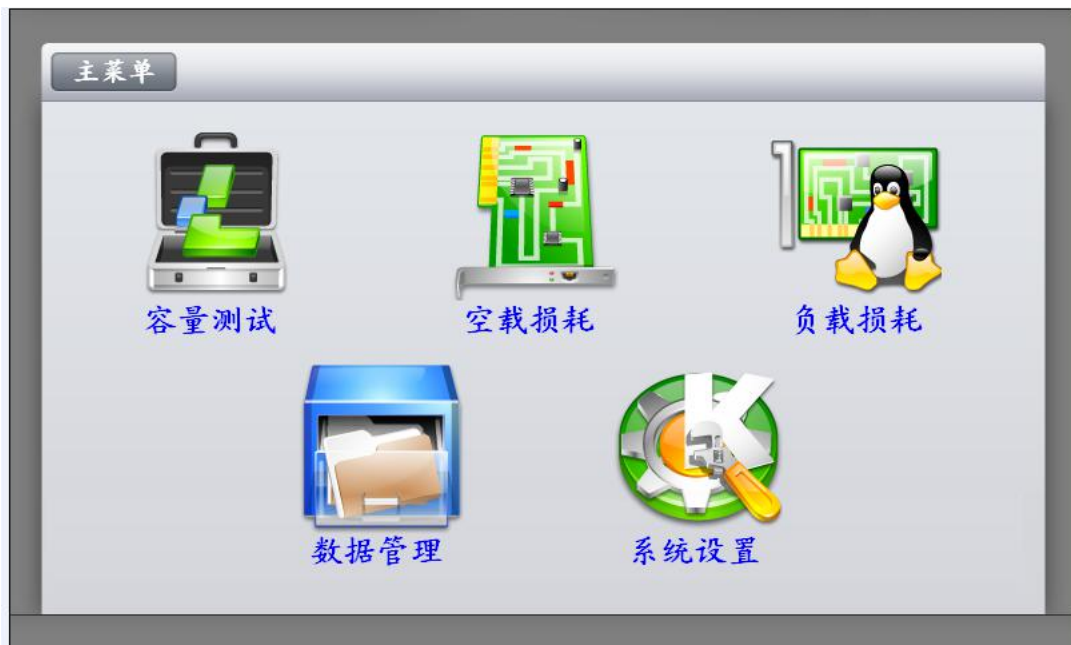 主菜单
容量测试
空载损耗
负载损耗
数据管理
系统设置